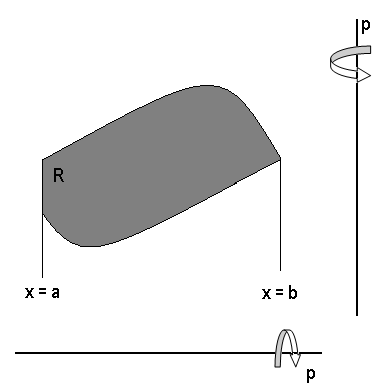 p
R
x = a
x = b
p